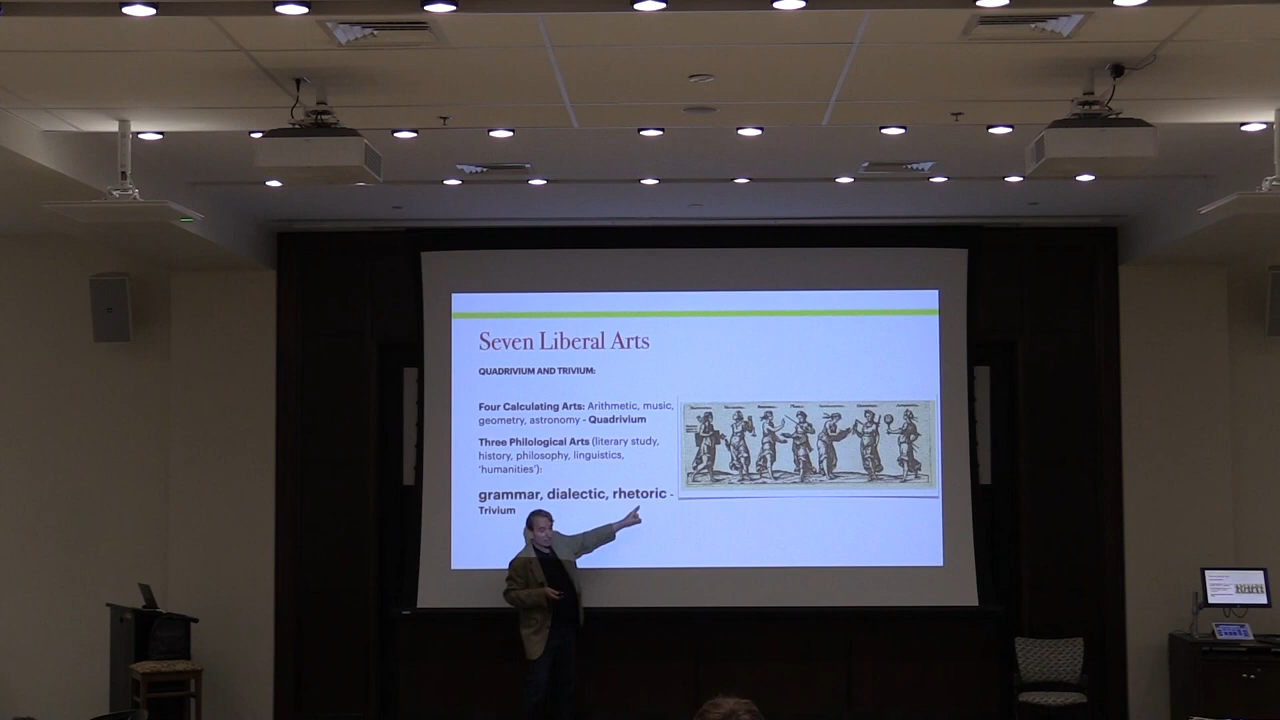 Seven Liberal Arts
QUADRIVIUM AND TRIVIUM:
Four Calculating Arts: Arithmetic, music,
geometry, astronomy - Quadrivium
Three Philological Arts (literary study,
history, philosophy, linguistics,
‘humanities’):
grammar, dialectic, rhetoric -
Trivium